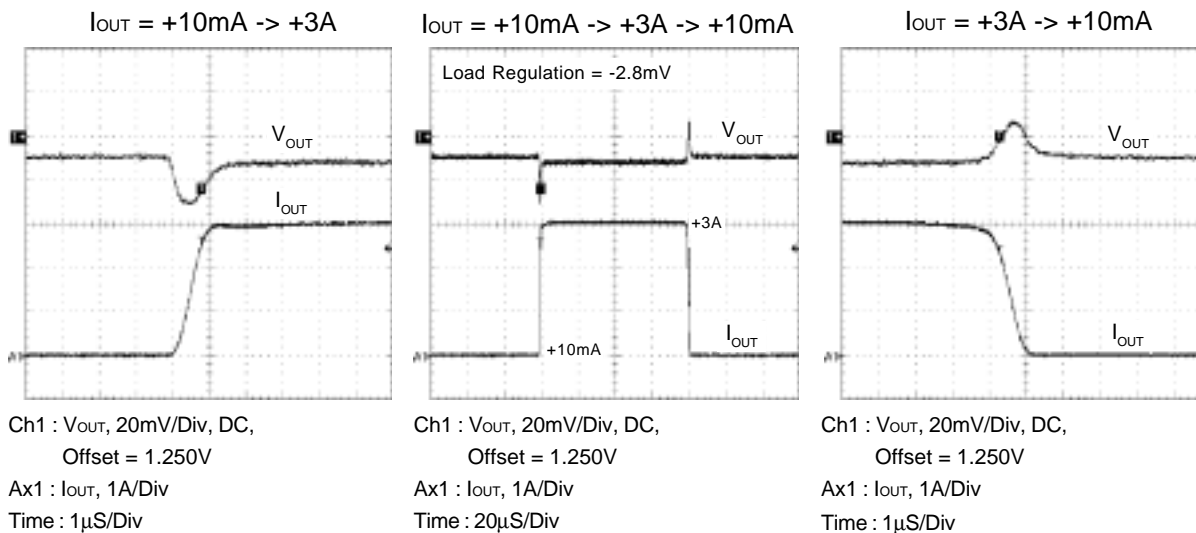 IOUT = +10mA -> +3A
VOUT
IOUT
Ch1 : VOUT, 20mV/Div, DC,
Offset = 1.250V
Ax1 : IOUT, 1A/Div
Time : 1μS/Div
IOUT = +10mA -> +3A -> +10mA
Load Regulation = -2.8mV
VOUT
+3A
+10mA
IOUT
Ch1 : VOUT, 20mV/Div, DC,
Offset = 1.250V
Ax1 : IOUT, 1A/Div
Time : 20μS/Div
IOUT = +3A -> +10mA
VOUT
IOUT
Ch1 : VOUT, 20mV/Div, DC,
Offset = 1.250V
Ax1 : IOUT, 1A/Div
Time : 1μS/Div